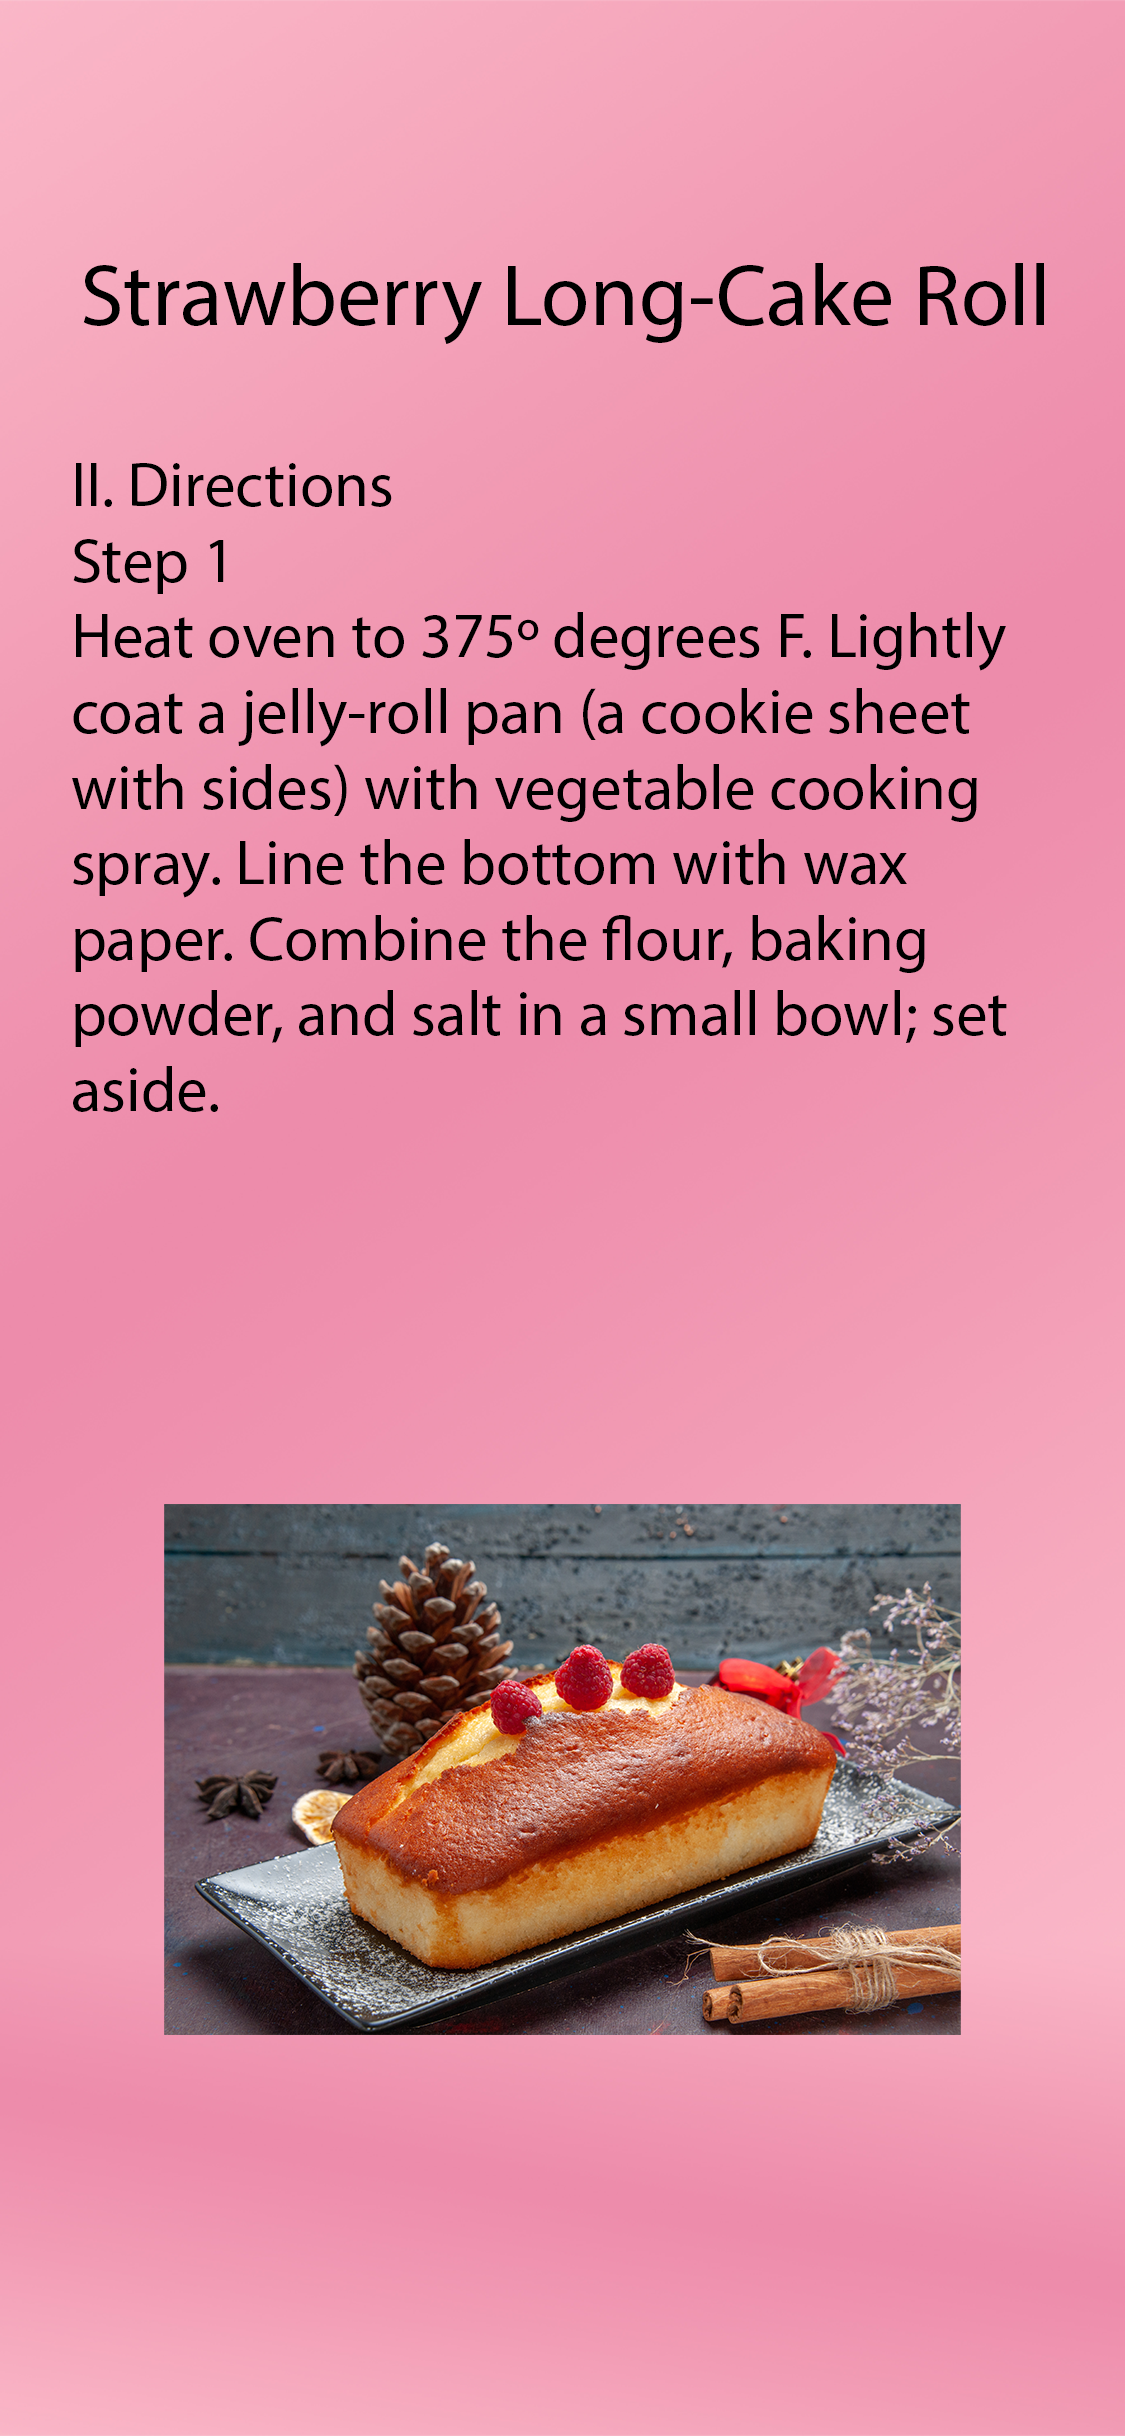 Strawberry Long-Cake Roll
II. Directions
Step 1
Heat oven to 375º degrees F. Lightly
coat a jelly-roll pan (a cookie sheet
with sides) with vegetable cooking
spray. Line the bottom with wax
paper. Combine the flour, baking
powder, and salt in a small bowl; set
aside.